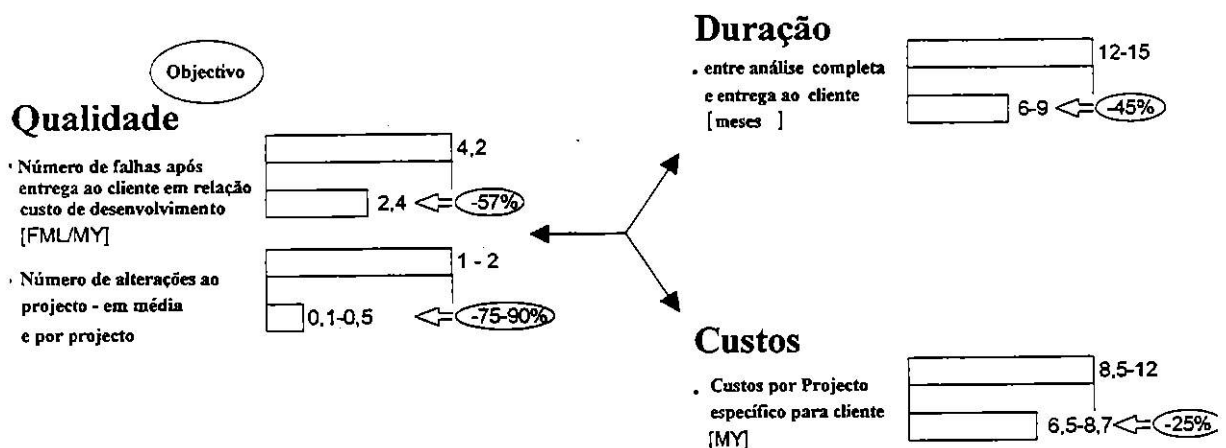 Objectivo
Qualidade
· Número de falhas após
entrega ao cliente em relação
custo de desenvolvimento
[FML/MY]
4,2
2,4
-57%
· Número de alterações ao
projecto - em média
e por projecto
1 - 2
0,1-0,5
-75-90%
Duração
. entre análise completa
e entrega ao cliente
[meses ]
12-15
6-9
-45%
Custos
. Custos por Projecto
específico para cliente
[MY]
8,5-12
6,5-8,7
-25%